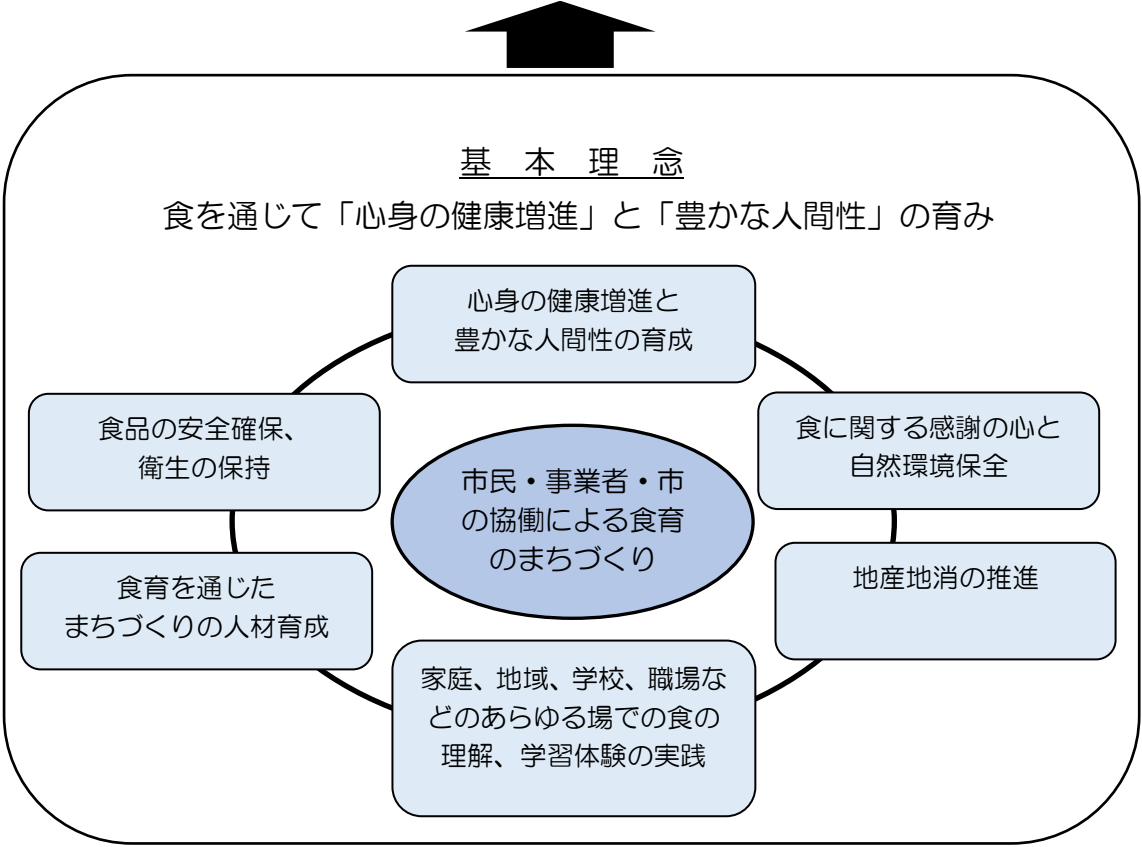 基　本　理　念
食を通じて「心身の健康増進」と「豊かな人間性」の育み
心身の健康増進と
豊かな人間性の育成
食品の安全確保、
衛生の保持
食に関する感謝の心と
自然環境保全
市民・事業者・市
の協働による食育
のまちづくり
食育を通じた
まちづくりの人材育成
地産地消の推進
家庭、地域、学校、職場な
どのあらゆる場での食の
理解、学習体験の実践